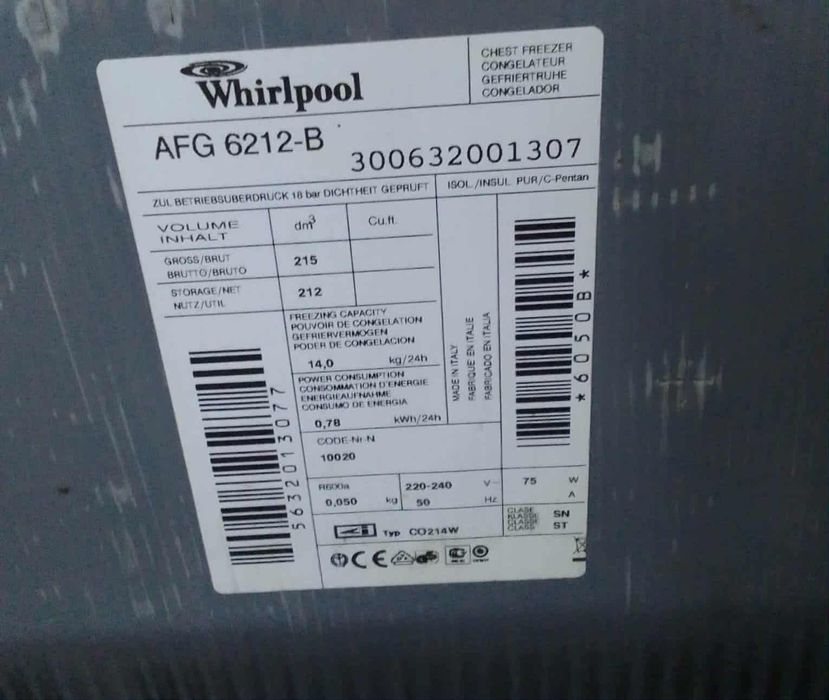 Whirlpool
CHEST FREEZER
CONGELATEUR
GEFRIERTRUHE
CONGELADOR
AFG 6212-B
300632001307
ZUL BETRIEBSUBERDRUCK 18 bar DICHTHEIT GEPRUFT
ISOL./INSUL PUR/C-Pentan
VOLUME
INHALT
dm³
Cu.ft.
GROSS/BRUT
BRUTTO/BRUTO
215
STORAGE/NET
NUTZ/UTIL
212
FREEZING CAPACITY
POUVOIR DE CONGELATION
GEFRIERVERMOGEN
PODER DE CONGELACION
14,0 kg/24h
POWER CONSUMPTION
CONSOMMATION D'ENERGIE
ENERGIEAUFNAHME
CONSUMO DE ENERGIA
0,78 kWh/24h
MADE IN ITALY
FABRIQUE EN ITALIE
FABRICADO EN ITALIA
*6050B*
563201307 7
CODE-Nr-N
10020
R600a
0,050 kg
220-240 V
50 Hz
75 W
A
Typ CO214W
CLASE
KLASSE
CLASSE
CLASS
SN
ST
CE